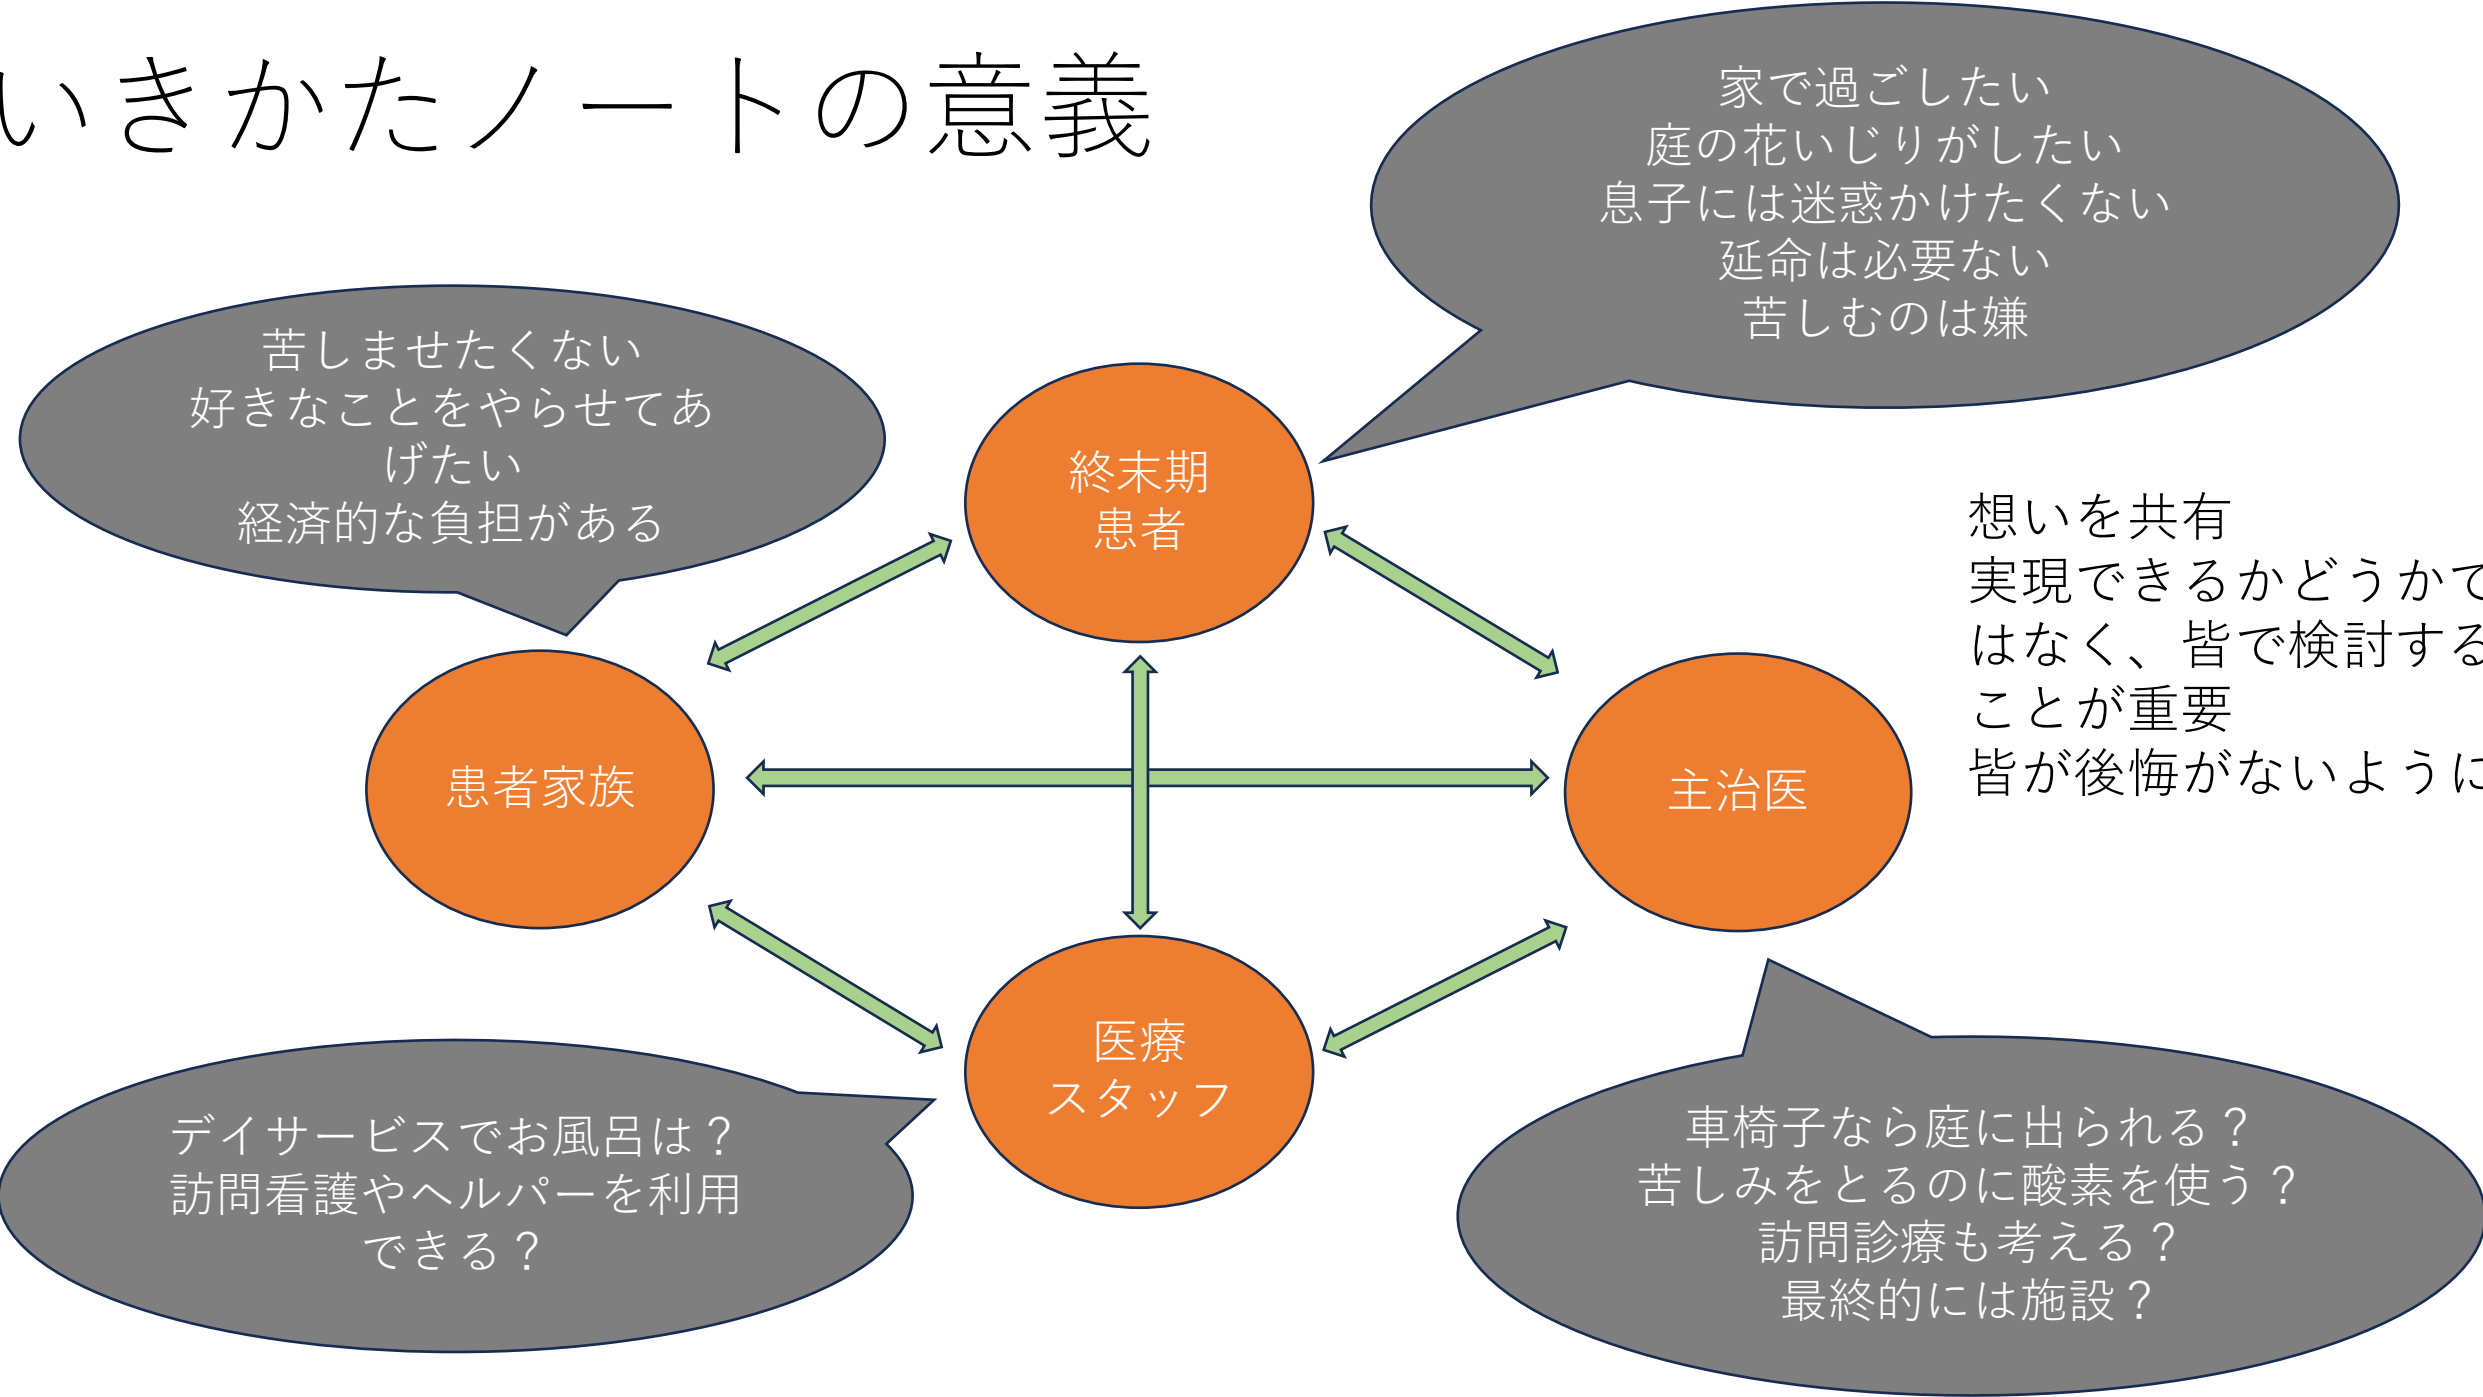 いきかたノートの意義
家で過ごしたい
庭の花いじりがしたい
息子には迷惑かけたくない
延命は必要ない
苦しむのは嫌
苦しませたくない
好きなことをやらせてあ
げたい
経済的な負担がある
終末期
患者
想いを共有
実現できるかどうかで
はなく、皆で検討する
ことが重要
皆が後悔がないように
患者家族
主治医
医療
スタッフ
デイサービスでお風呂は？
訪問看護やヘルパーを利用
できる？
車椅子なら庭に出られる？
苦しみをとるのに酸素を使う？
訪問診療も考える？
最終的には施設？